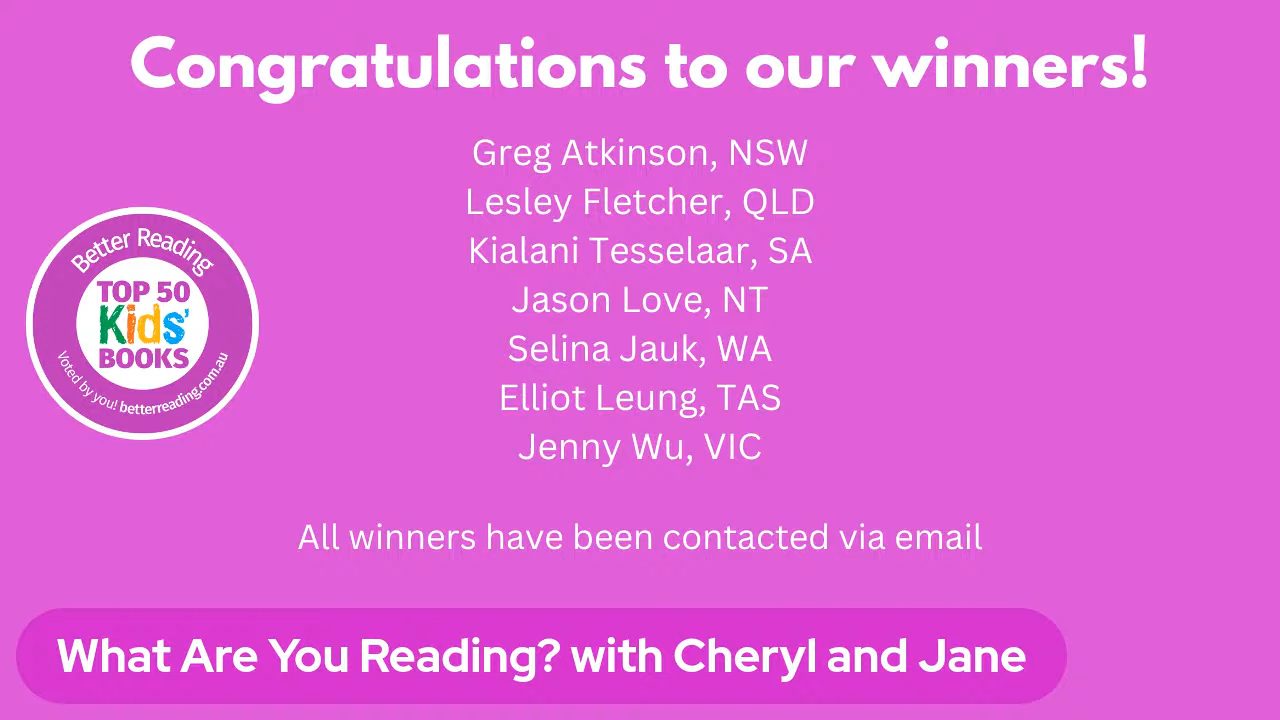 Congratulations to our winners!
Greg Atkinson, NSW
Lesley Fletcher, QLD
Kialani Tesselaar, SA
Jason Love, NT
Selina Jauk, WA
Elliot Leung, TAS
Jenny Wu, VIC
Better Reading
TOP 50
Kids'
BOOKS
Voted by you! betterreading.com.au
All winners have been contacted via email
What Are You Reading? with Cheryl and Jane